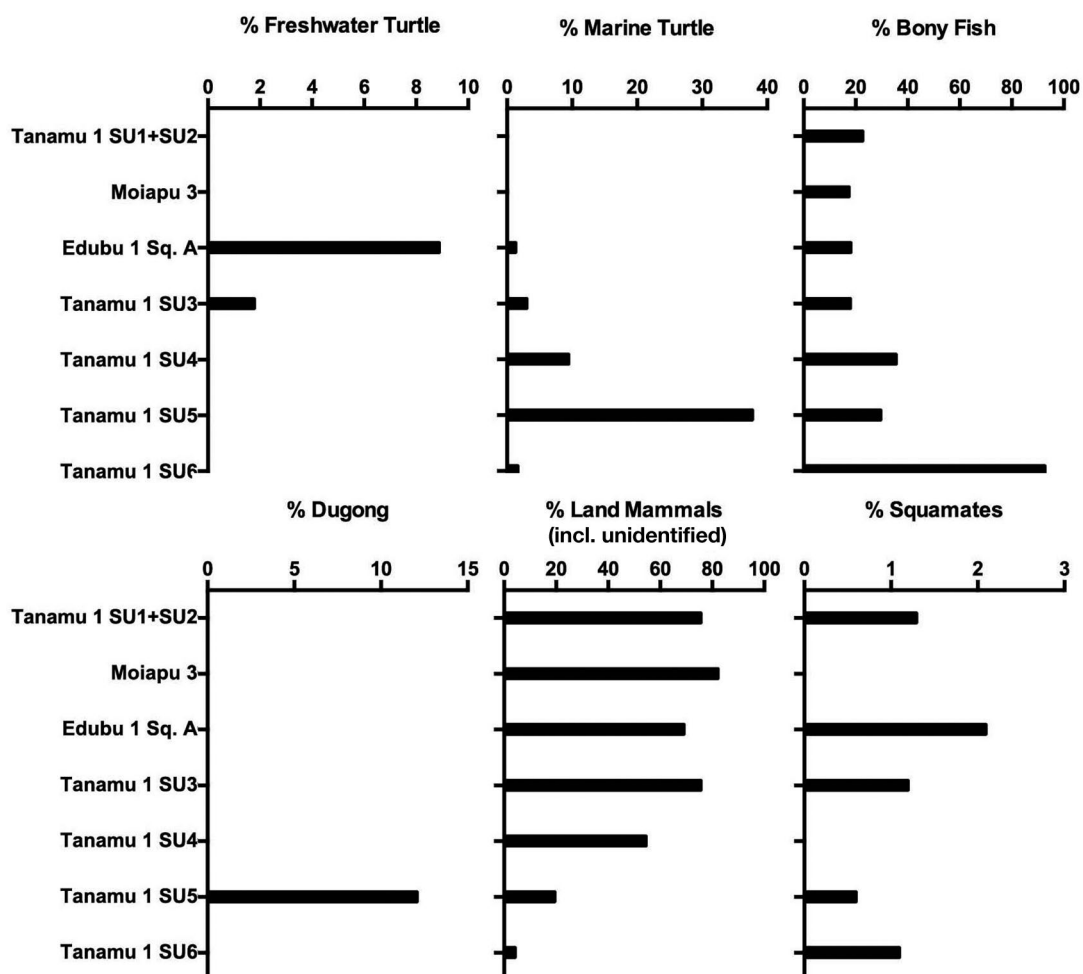 % Freshwater Turtle
% Marine Turtle
% Bony Fish
0 2 4 6 8 10
0 10 20 30 40
0 20 40 60 80 100
Tanamu 1 SU1+SU2
Moiapu 3
Edubu 1 Sq. A
Tanamu 1 SU3
Tanamu 1 SU4
Tanamu 1 SU5
Tanamu 1 SU6
% Dugong
% Land Mammals
(incl. unidentified)
% Squamates
0 5 10 15
0 20 40 60 80 100
0 1 2 3
Tanamu 1 SU1+SU2
Moiapu 3
Edubu 1 Sq. A
Tanamu 1 SU3
Tanamu 1 SU4
Tanamu 1 SU5
Tanamu 1 SU6